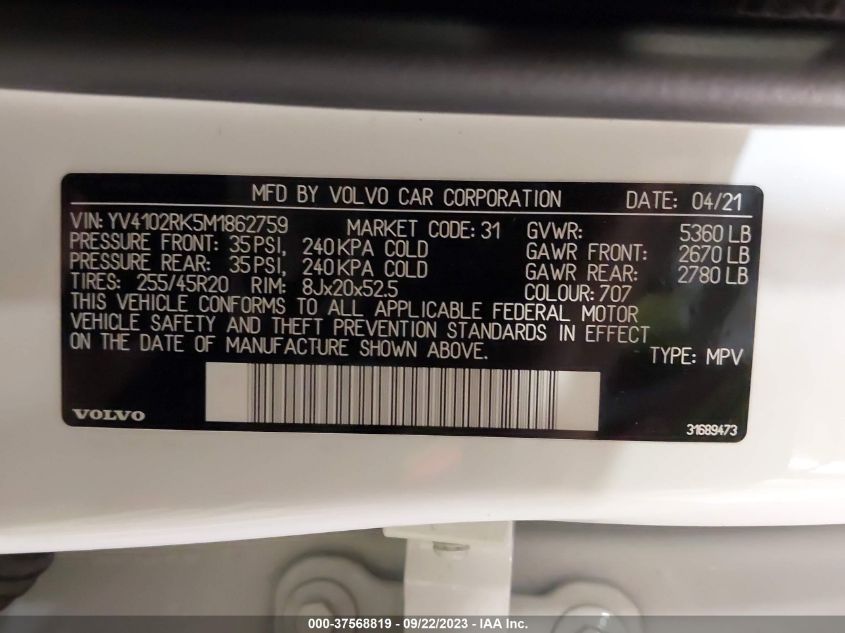 MFD BY VOLVO CAR CORPORATION DATE: 04/21
VIN: YV4102RK5M1862759 MARKET CODE: 31 GVWR: 5360 LB
PRESSURE FRONT: 35 PSI, 240 KPA COLD GAWR FRONT: 2670 LB
PRESSURE REAR: 35 PSI, 240 KPA COLD GAWR REAR: 2780 LB
TIRES: 255/45R20 RIM: 8Jx20x52.5 COLOUR: 707
THIS VEHICLE CONFORMS TO ALL APPLICABLE FEDERAL MOTOR
VEHICLE SAFETY AND THEFT PREVENTION STANDARDS IN EFFECT
ON THE DATE OF MANUFACTURE SHOWN ABOVE. TYPE: MPV
VOLVO 31689473
000-37568819 - 09/22/2023 - IAA Inc.